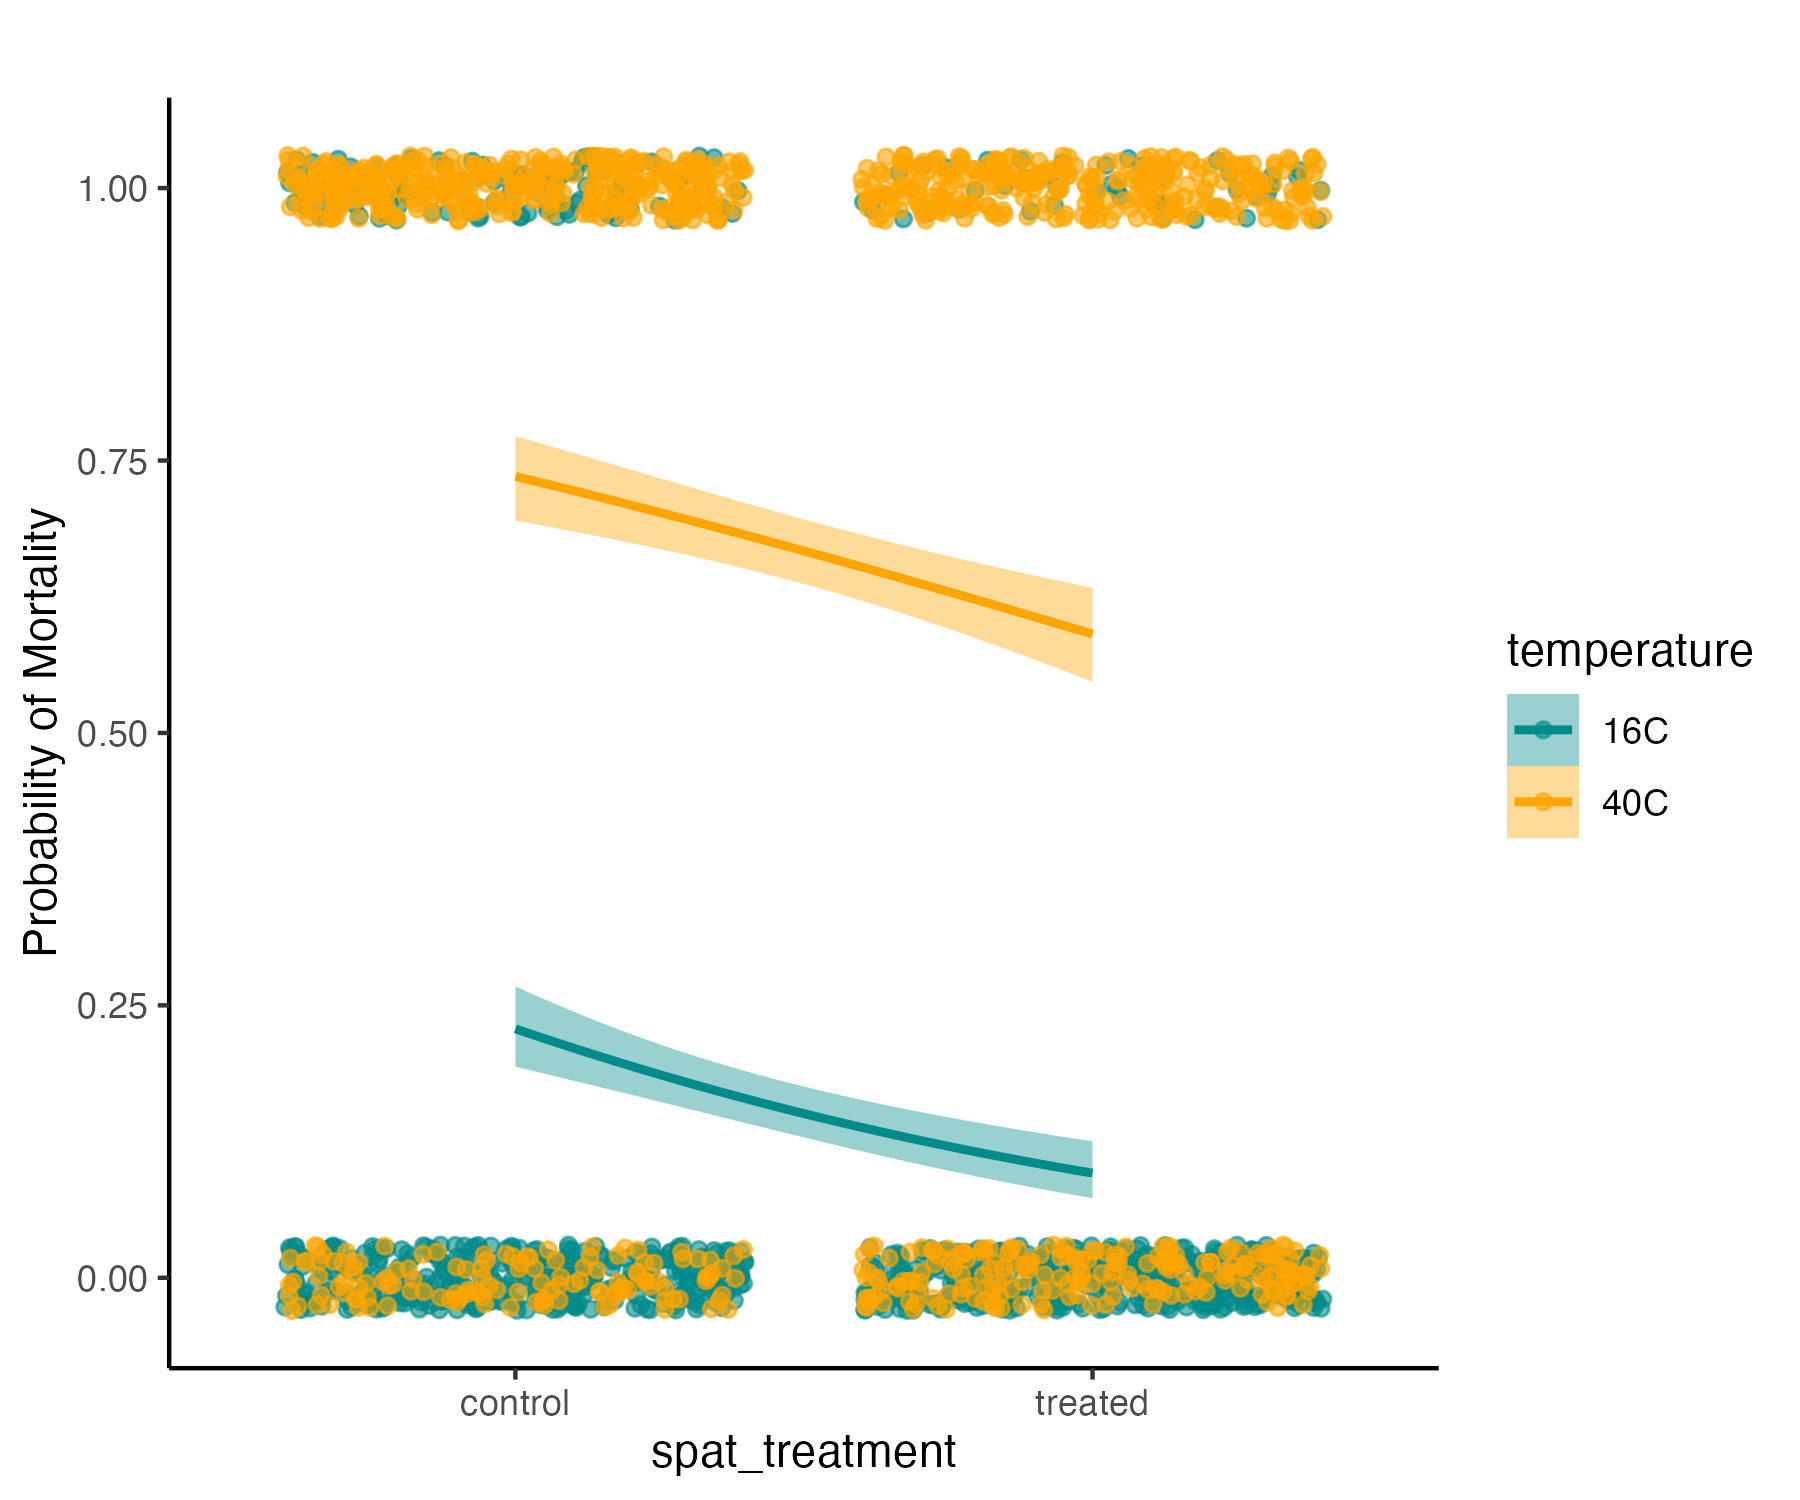 1.00
0.75
0.50
0.25
0.00
Probability of Mortality
control
treated
spat_treatment
temperature
16C
40C